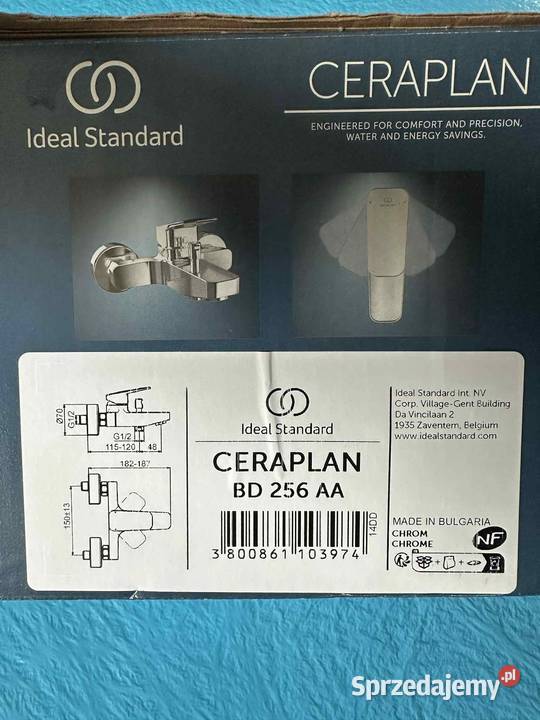 Ideal Standard
CERAPLAN
ENGINEERED FOR COMFORT AND PRECISION,
WATER AND ENERGY SAVINGS.
Ø70
G1/2
G1/2
115-120
48
182-187
150±13
Ideal Standard
CERAPLAN
BD 256 AA
3 800861 103974
14DD
Ideal Standard Int. NV
Corp. Village-Gent Building
Da Vincilaan 2
1935 Zaventem, Belgium
www.idealstandard.com
MADE IN BULGARIA
CHROM
CHROME
NF
Sprzedajemy.pl